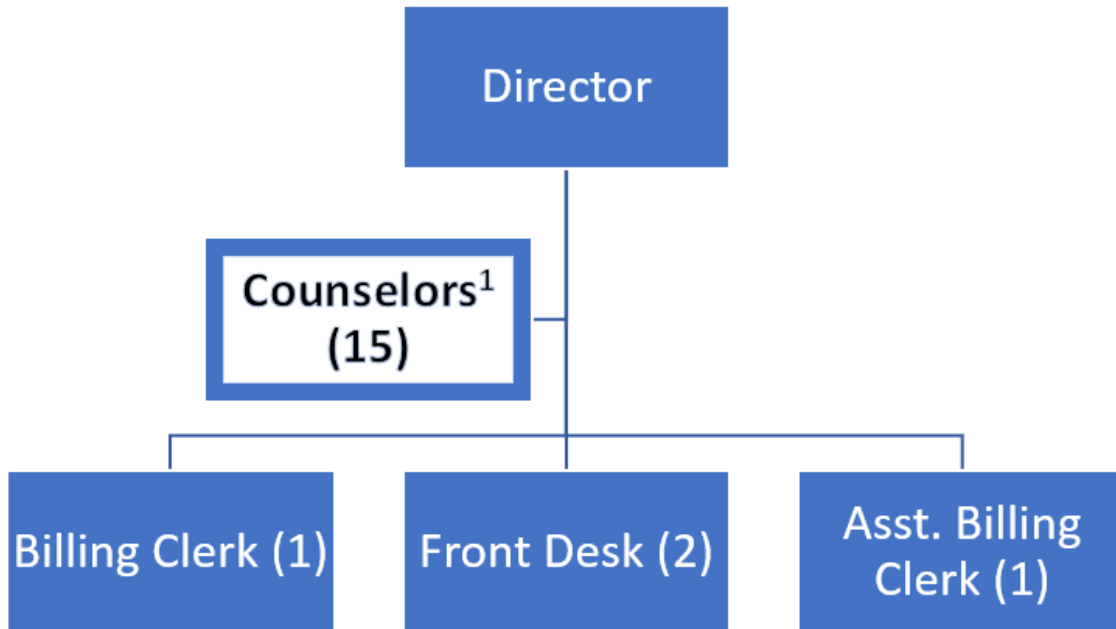 Director
Counselors¹
(15)
Billing Clerk (1)
Front Desk (2)
Asst. Billing
Clerk (1)